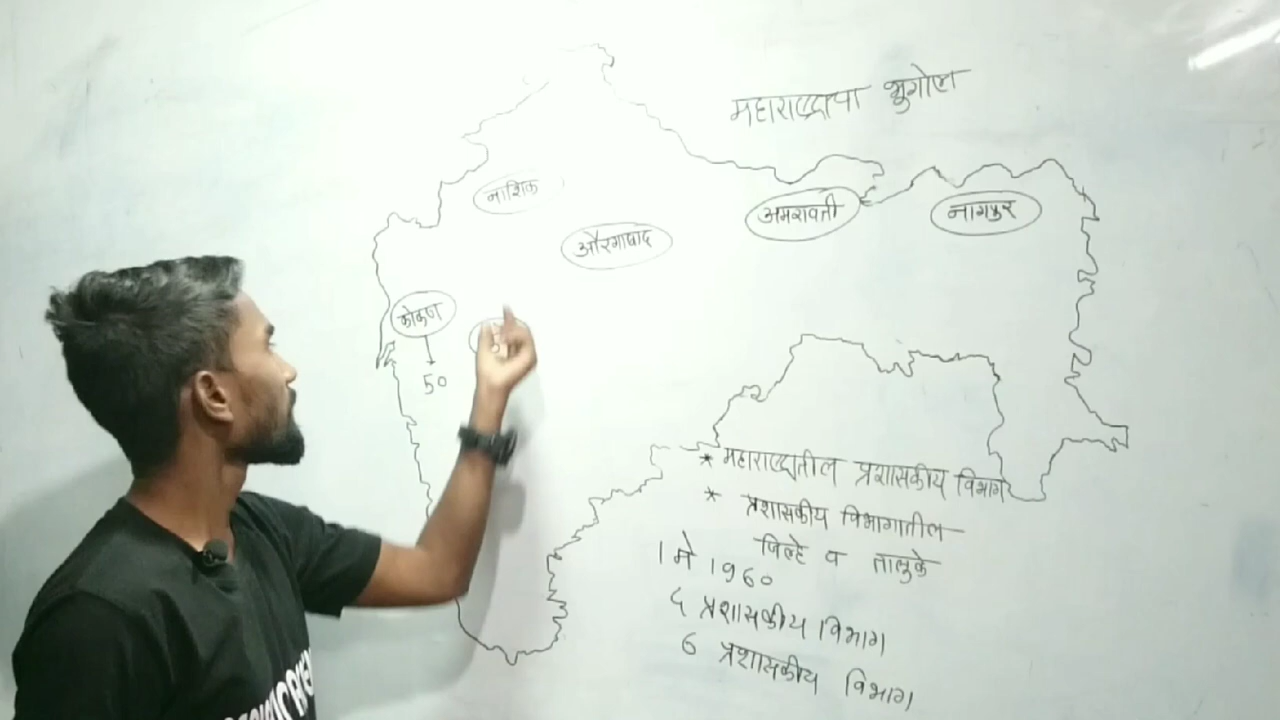 महाराष्ट्राचा भुगोल
नाशिक
औरंगाबाद
अमरावती
नागपुर
कोकण
50
* महाराष्ट्रातील प्रशासकीय विभाग
* प्रशासकीय विभागातील
जिल्हे व तालुके
1 मे 1960
4 प्रशासकीय विभाग
6 प्रशासकीय विभाग